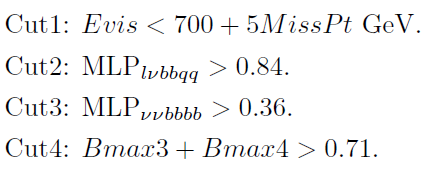 Cut1: Evis < 700 + 5MissPt GeV.
Cut2: MLP_{lνbbqq} > 0.84.
Cut3: MLP_{ννbbbb} > 0.36.
Cut4: Bmax3 + Bmax4 > 0.71.